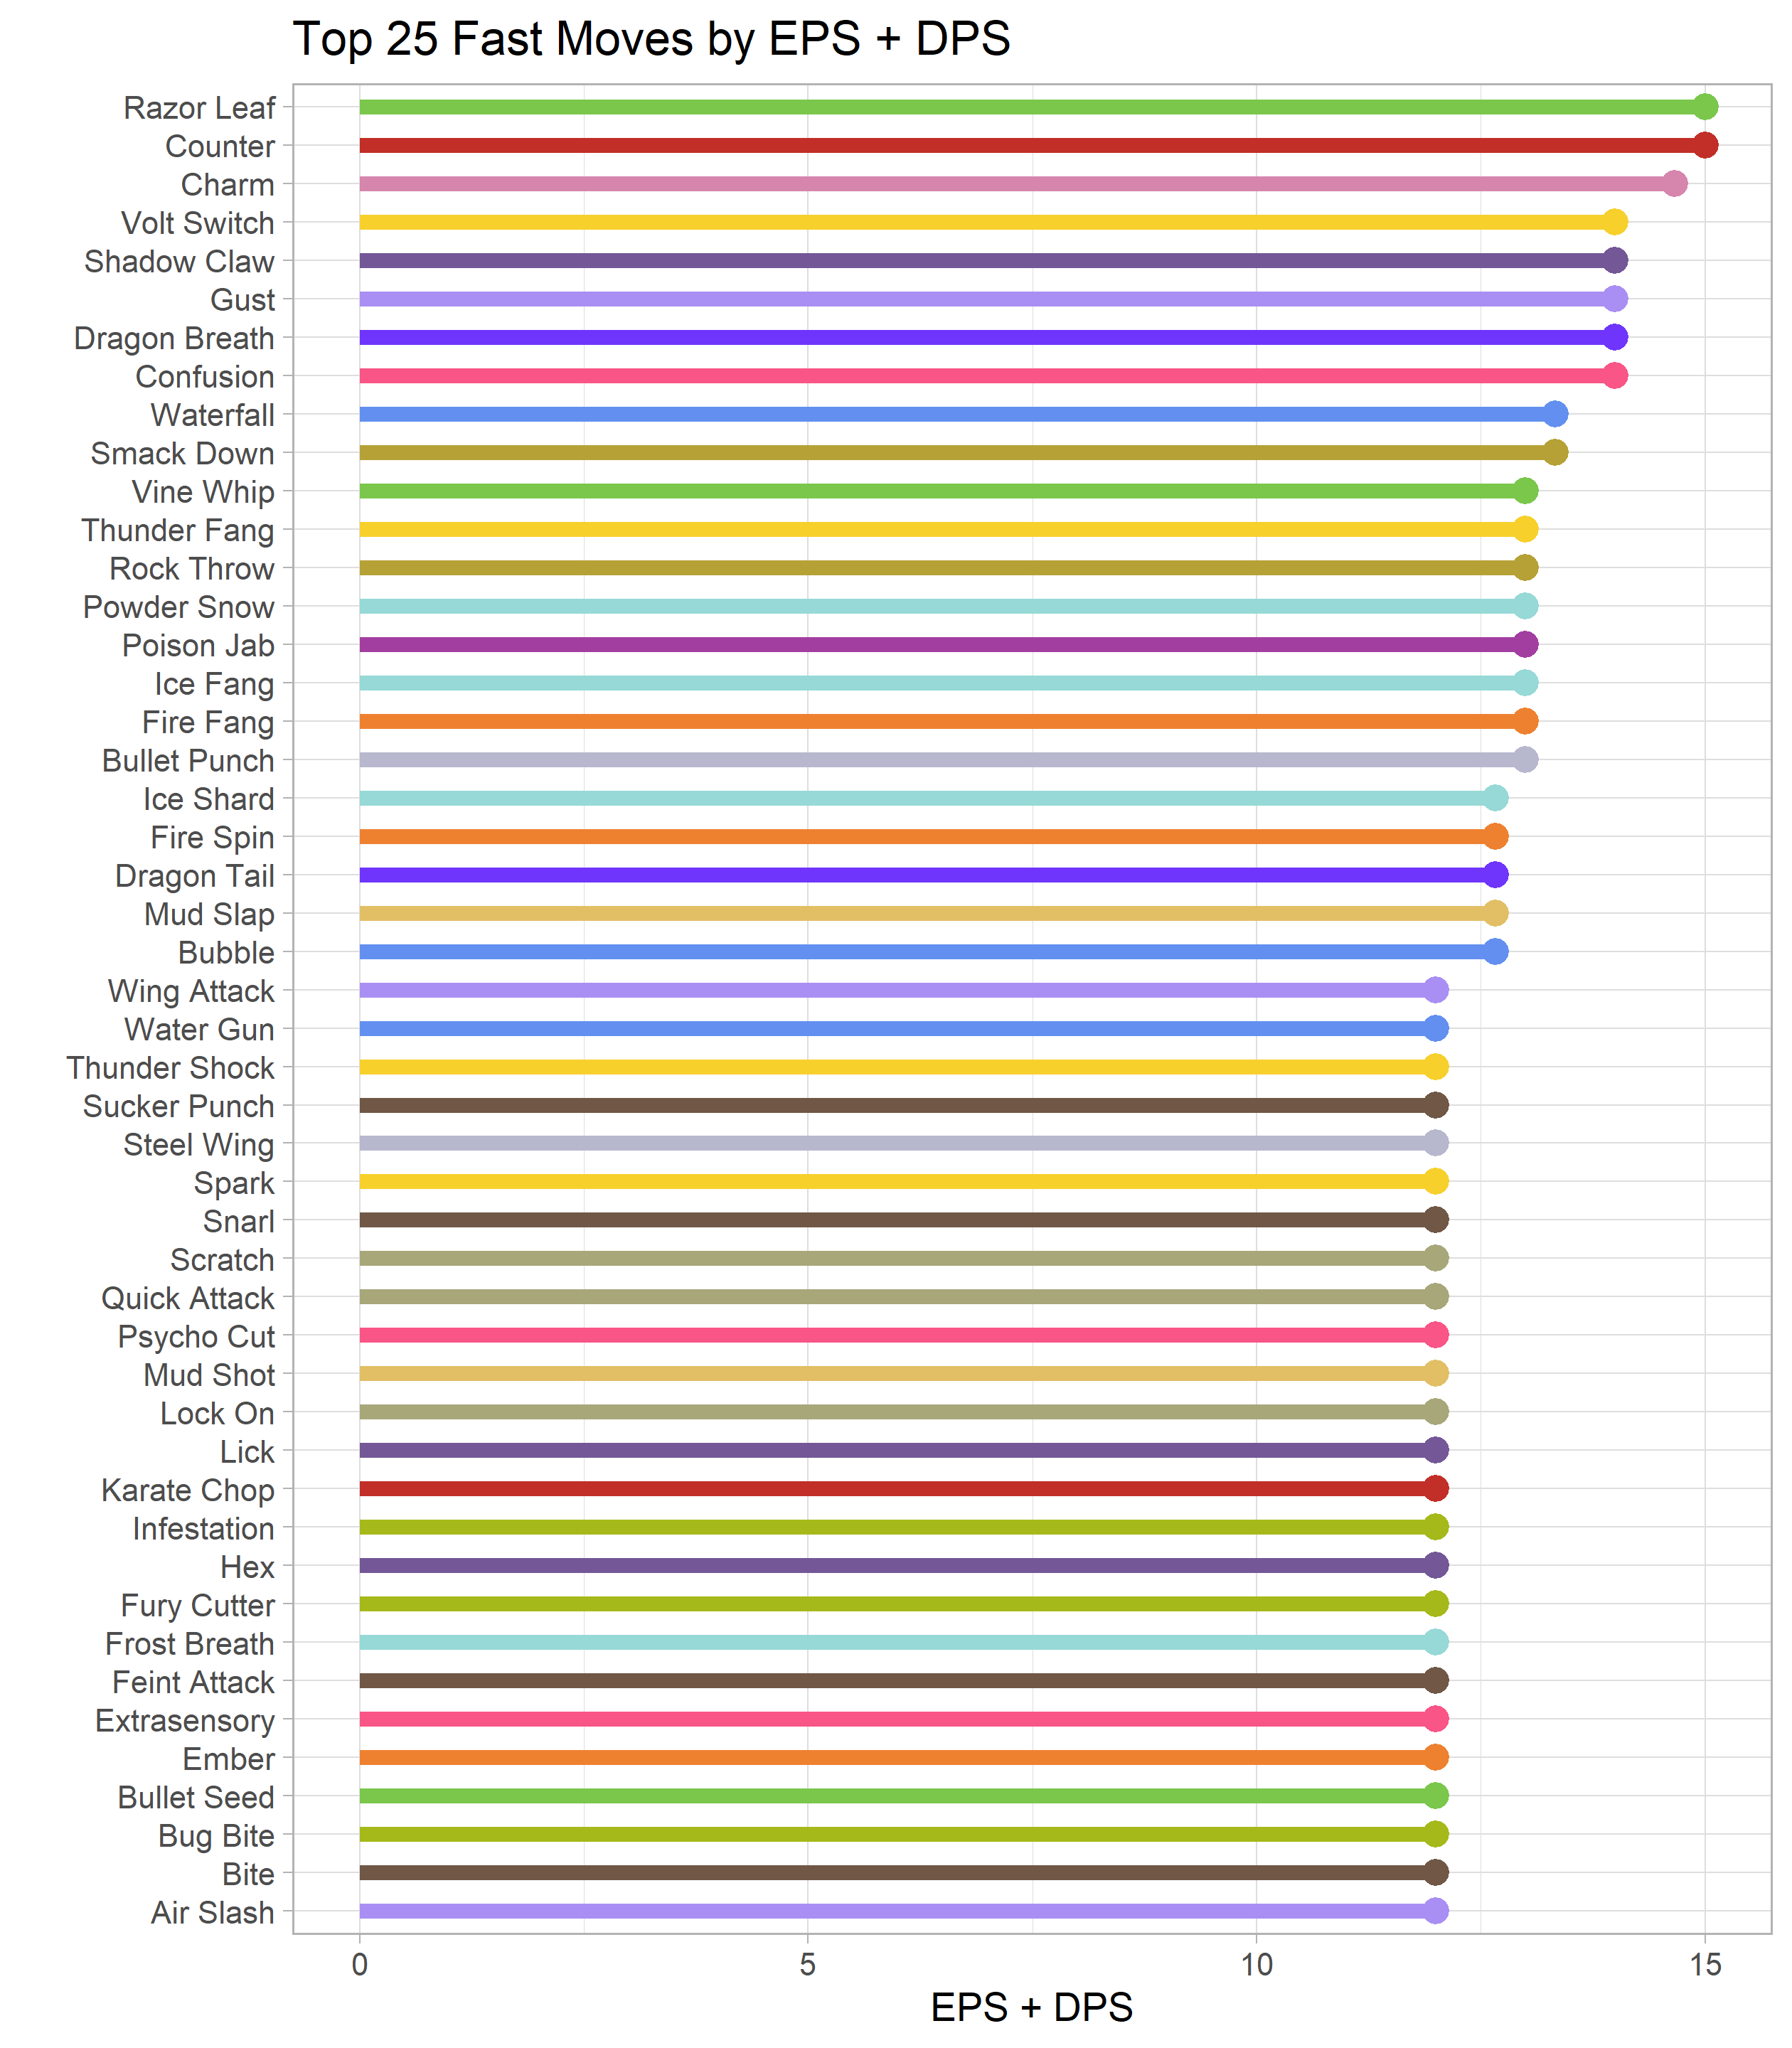 Top 25 Fast Moves by EPS + DPS
Razor Leaf
Counter
Charm
Volt Switch
Shadow Claw
Gust
Dragon Breath
Confusion
Waterfall
Smack Down
Vine Whip
Thunder Fang
Rock Throw
Powder Snow
Poison Jab
Ice Fang
Fire Fang
Bullet Punch
Ice Shard
Fire Spin
Dragon Tail
Mud Slap
Bubble
Wing Attack
Water Gun
Thunder Shock
Sucker Punch
Steel Wing
Spark
Snarl
Scratch
Quick Attack
Psycho Cut
Mud Shot
Lock On
Lick
Karate Chop
Infestation
Hex
Fury Cutter
Frost Breath
Feint Attack
Extrasensory
Ember
Bullet Seed
Bug Bite
Bite
Air Slash
0 5 10 15
EPS + DPS